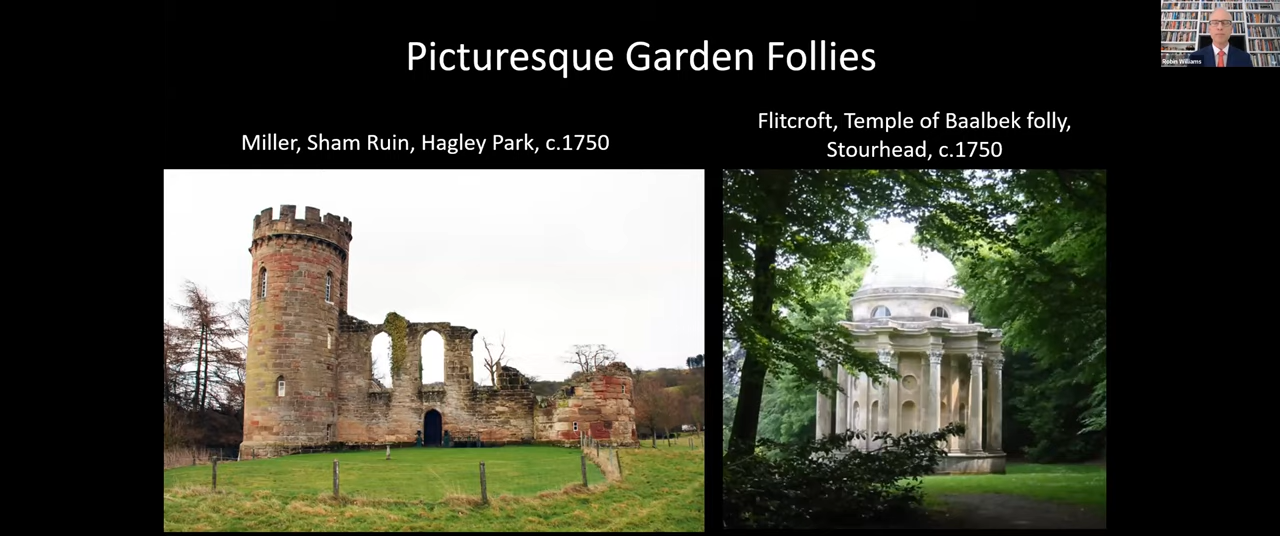 Picturesque Garden Follies
Miller, Sham Ruin, Hagley Park, c.1750
Flitcroft, Temple of Baalbek folly,
Stourhead, c.1750
Robin Williams